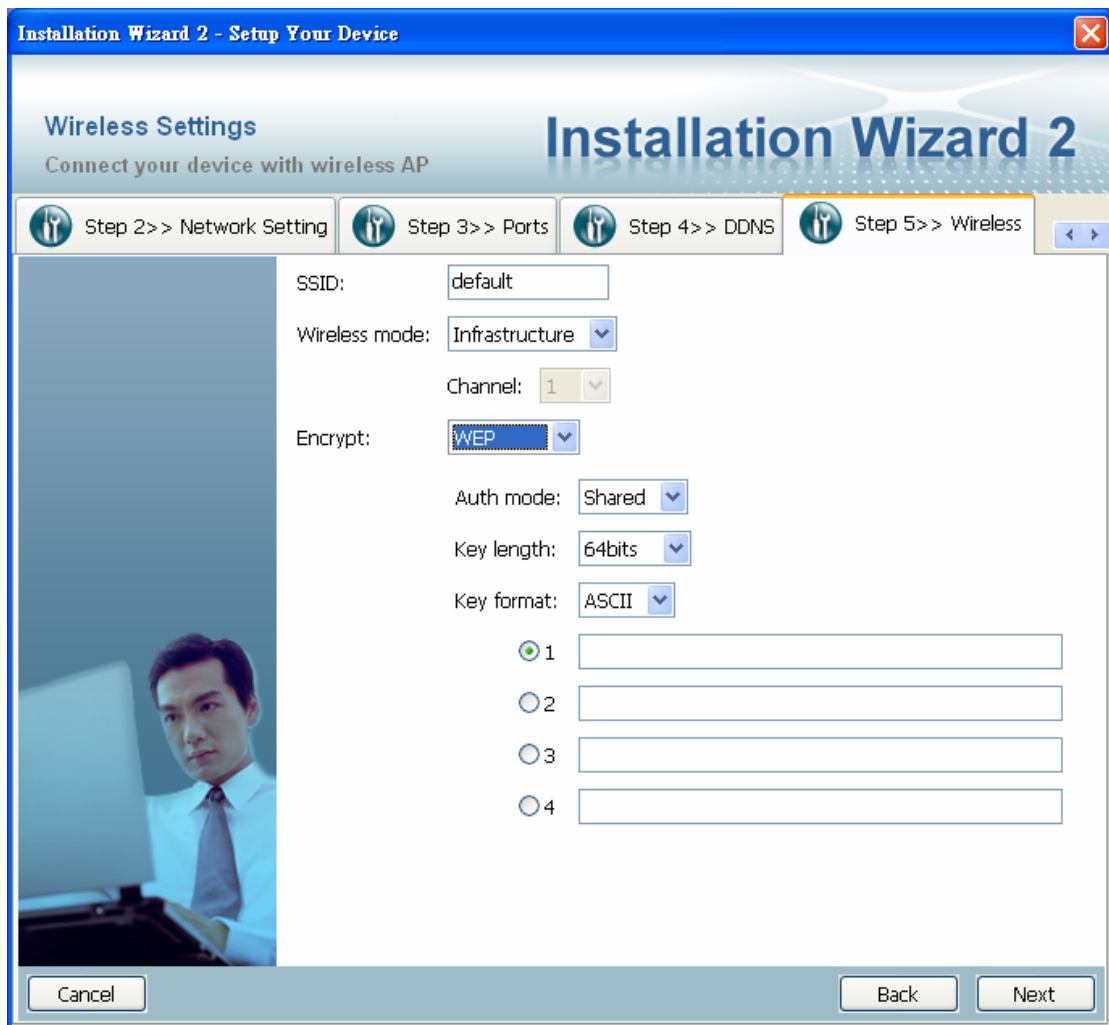 Installation Wizard 2 - Setup Your Device
Wireless Settings
Connect your device with wireless AP
Installation Wizard 2
Step 2>> Network Setting
Step 3>> Ports
Step 4>> DDNS
Step 5>> Wireless
SSID: default
Wireless mode: Infrastructure
Channel: 1
Encrypt: WEP
Auth mode: Shared
Key length: 64bits
Key format: ASCII
1
2
3
4
Cancel
Back
Next